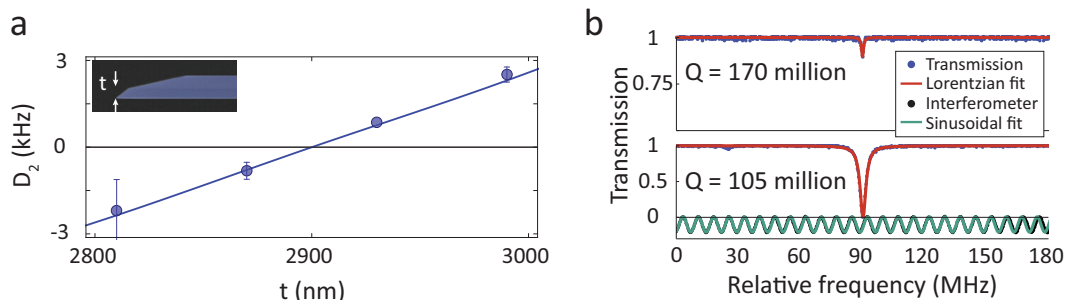 a
3
0
-3
D2 (kHz)
t
2800
2900
3000
t (nm)
b
1
0.75
Q = 170 million
Transmission
Lorentzian fit
Interferometer
Sinusoidal fit
1
0.5
0
Q = 105 million
Transmission
0
30
60
90
120
150
180
Relative frequency (MHz)